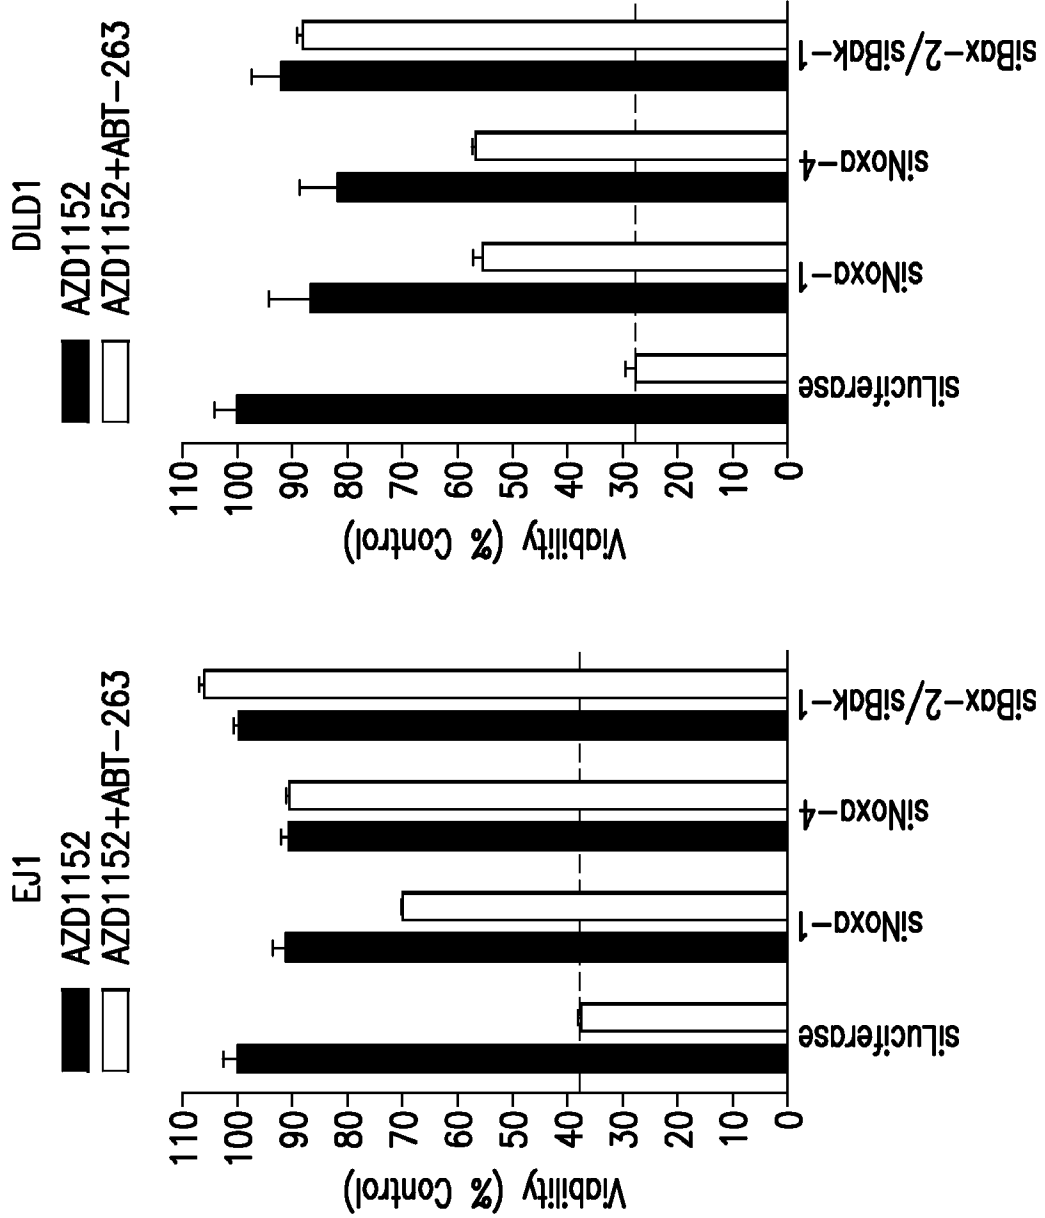 EJ1
AZD1152
AZD1152+ABT-263
Viability (% Control)
110
100
90
80
70
60
50
40
30
20
10
0
siLuciferase
siNoxa-1
siNoxa-4
siBax-2/siBak-1
DLD1
AZD1152
AZD1152+ABT-263
Viability (% Control)
110
100
90
80
70
60
50
40
30
20
10
0
siLuciferase
siNoxa-1
siNoxa-4
siBax-2/siBak-1